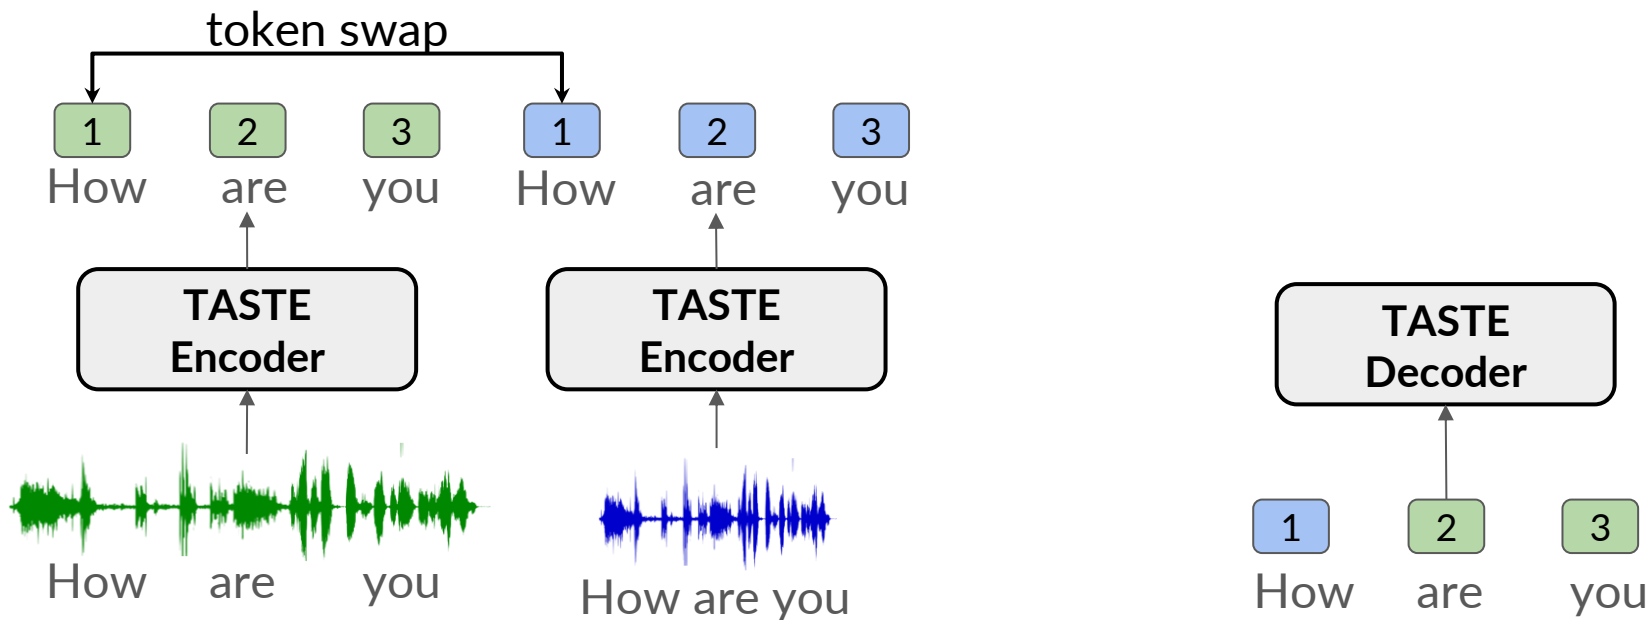 token swap
1 2 3 1 2 3
How are you How are you
TASTE
Encoder
TASTE
Encoder
TASTE
Decoder
How are you
How are you
1 2 3
How are you